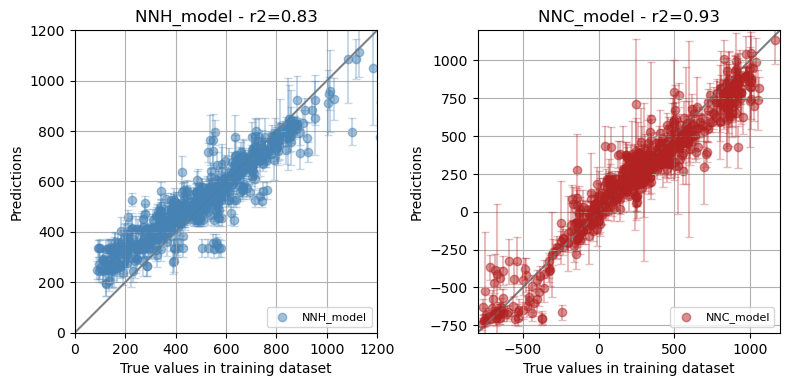 NNH_model - r2=0.83
1200
1000
800
600
400
200
0
Predictions
0 200 400 600 800 1000 1200
True values in training dataset
NNH_model
NNC_model - r2=0.93
1000
750
500
250
0
−250
−500
−750
Predictions
−500 0 500 1000
True values in training dataset
NNC_model